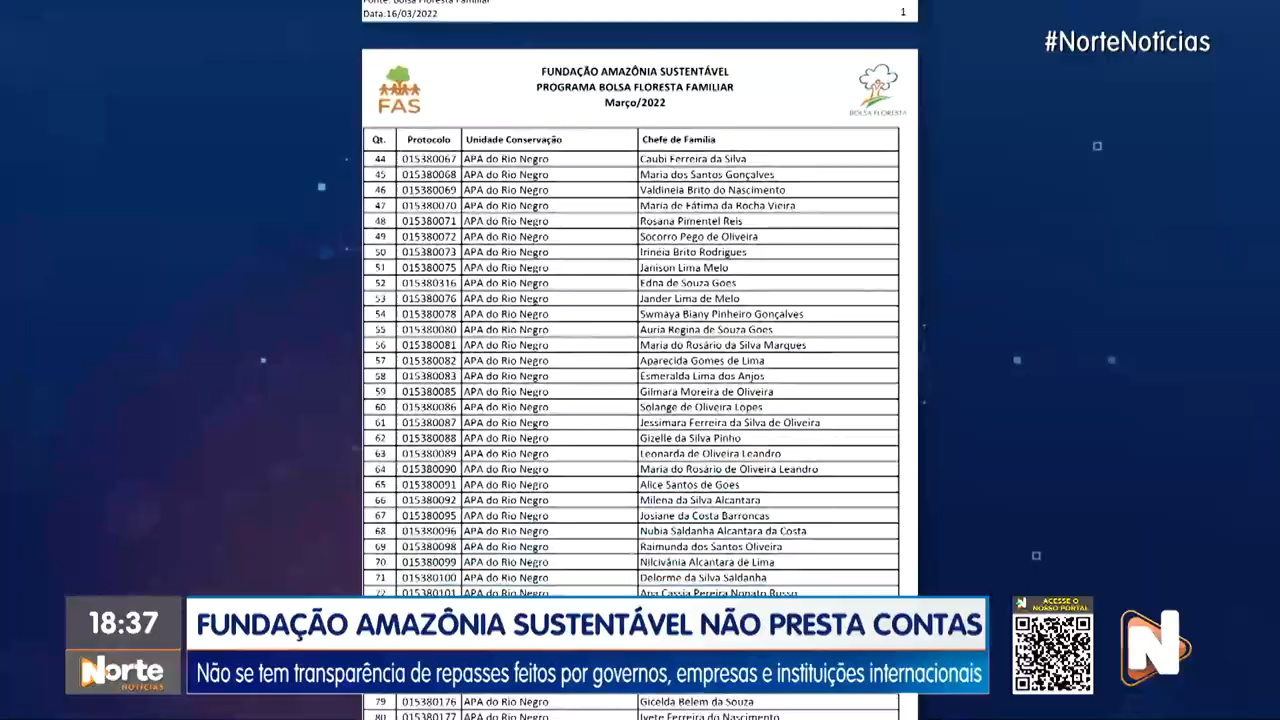 Fonte: Bolsa Floresta Familiar
Data:16/03/2022 1
#NorteNotícias
FAS
FUNDAÇÃO AMAZÔNIA SUSTENTÁVEL
PROGRAMA BOLSA FLORESTA FAMILIAR
Março/2022
BOLSA FLORESTA
Qt. Protocolo Unidade Conservação Chefe de Família
44 015380067 APA do Rio Negro Caubi Ferreira da Silva
45 015380068 APA do Rio Negro Maria dos Santos Gonçalves
46 015380069 APA do Rio Negro Valdineia Brito do Nascimento
47 015380070 APA do Rio Negro Maria de Fátima da Rocha Vieira
48 015380071 APA do Rio Negro Rosana Pimentel Reis
49 015380072 APA do Rio Negro Socorro Pego de Oliveira
50 015380073 APA do Rio Negro Irinéia Brito Rodrigues
51 015380075 APA do Rio Negro Janison Lima Melo
52 015380316 APA do Rio Negro Edna de Souza Goes
53 015380076 APA do Rio Negro Jander Lima de Melo
54 015380078 APA do Rio Negro Swmaya Biany Pinheiro Gonçalves
55 015380080 APA do Rio Negro Auria Regina de Souza Goes
56 015380081 APA do Rio Negro Maria do Rosário da Silva Marques
57 015380082 APA do Rio Negro Aparecida Gomes de Lima
58 015380083 APA do Rio Negro Esmeralda Lima dos Anjos
59 015380085 APA do Rio Negro Gilmara Moreira de Oliveira
60 015380086 APA do Rio Negro Solange de Oliveira Lopes
61 015380087 APA do Rio Negro Jessimara Ferreira da Silva de Oliveira
62 015380088 APA do Rio Negro Gizelle da Silva Pinho
63 015380089 APA do Rio Negro Leonarda de Oliveira Leandro
64 015380090 APA do Rio Negro Maria do Rosário de Oliveira Leandro
65 015380091 APA do Rio Negro Alice Santos de Goes
66 015380092 APA do Rio Negro Milena da Silva Alcantara
67 015380095 APA do Rio Negro Josiane da Costa Barroncas
68 015380096 APA do Rio Negro Nubia Saldanha Alcantara da Costa
69 015380098 APA do Rio Negro Raimunda dos Santos Oliveira
70 015380099 APA do Rio Negro Nilcivânia Alcantara de Lima
71 015380100 APA do Rio Negro Delorme da Silva Saldanha
72 015380101 APA do Rio Negro Ana Cassia Pereira Nonato Russo
18:37
FUNDAÇÃO AMAZÔNIA SUSTENTÁVEL NÃO PRESTA CONTAS
Norte
NOTÍCIAS
Não se tem transparência de repasses feitos por governos, empresas e instituições internacionais
ACESSE O
NOSSO PORTAL
N
79 015380176 APA do Rio Negro Gicelda Belem da Souza
80 015380177 APA do Rio Negro Ivete Ferreira do Nascimento